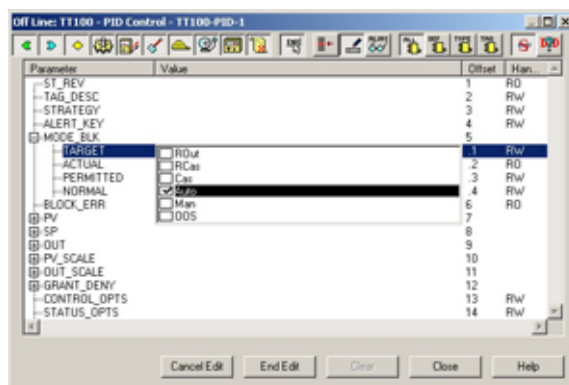 Off Line: TT100 - PID Control - TT100-PID-1
Parameter Value Offset Han...
ST_REV 1 RO
TAG_DESC 2 RW
STRATEGY 3 RW
ALERT_KEY 4 RW
MODE_BLK 5
TARGET ROut .1 RW
ACTUAL RCas .2 RO
PERMITTED Cas .3 RW
NORMAL Auto .4 RW
BLOCK_ERR Man 6 RO
PV OOS 7
SP 8
OUT 9
PV_SCALE 10
OUT_SCALE 11
GRANT_DENY 12
CONTROL_OPTS 13 RW
STATUS_OPTS 14 RW
Cancel Edit End Edit Clear Close Help